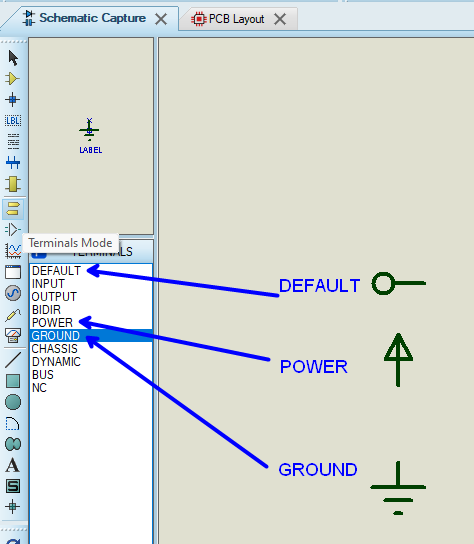 Schematic Capture
PCB Layout
LBL
LABEL
Terminals Mode
TERMINALS
DEFAULT
INPUT
OUTPUT
BIDIR
POWER
GROUND
CHASSIS
DYNAMIC
BUS
NC
A
S
DEFAULT
POWER
GROUND